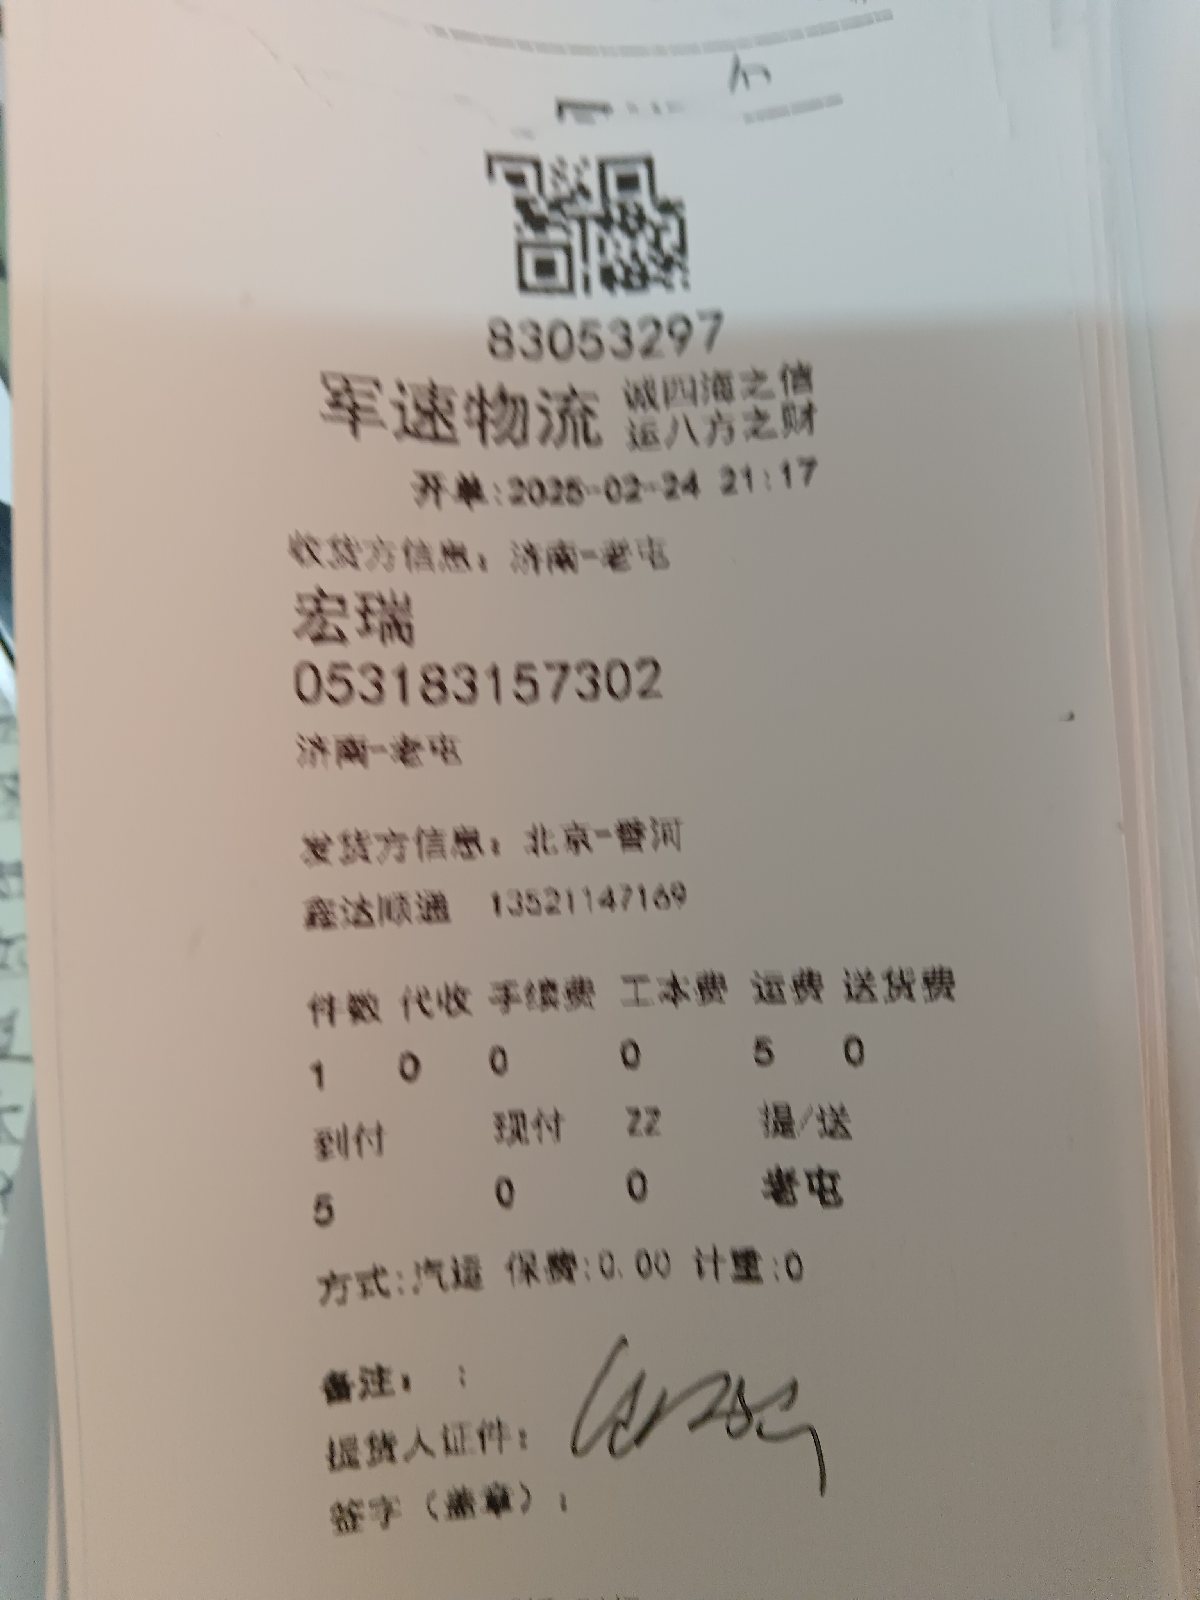 83053297
军速物流 诚四海之信
运八方之财
开单:2025-02-24 21:17
收货方信息：济南-老屯
宏瑞
053183157302
济南-老屯
发货方信息：北京-潽河
鑫达顺通 13521147169
件数 代收 手续费 工本费 运费 送货费
1 0 0 0 5 0
到付 现付 ZZ 提/送
5 0 0 老屯
方式:汽运 保费:0.00 计重:0
备注： :
提货人证件：
签字（盖章）: